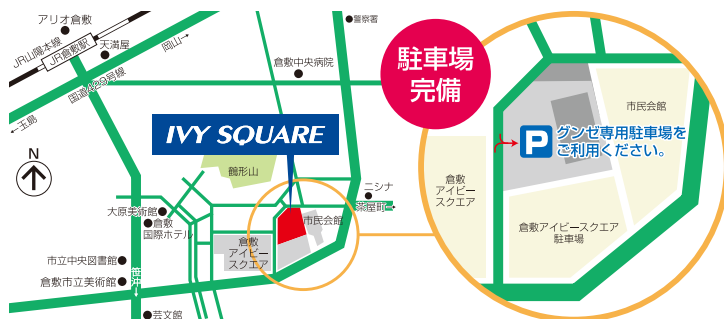 アリオ倉敷
JR山陽本線
JR倉敷駅
天満屋
岡山→
国道429号線
←玉島
警察署
倉敷中央病院
駐車場
完備
IVY SQUARE
N
鶴形山
ニシナ
茶屋町→
大原美術館
倉敷
国際ホテル
市民会館
倉敷
アイビー
スクエア
市立中央図書館
倉敷市立美術館
笹沖→
芸文館
市民会館
P
グンゼ専用駐車場を
ご利用ください。
倉敷
アイビー
スクエア
倉敷アイビースクエア
駐車場